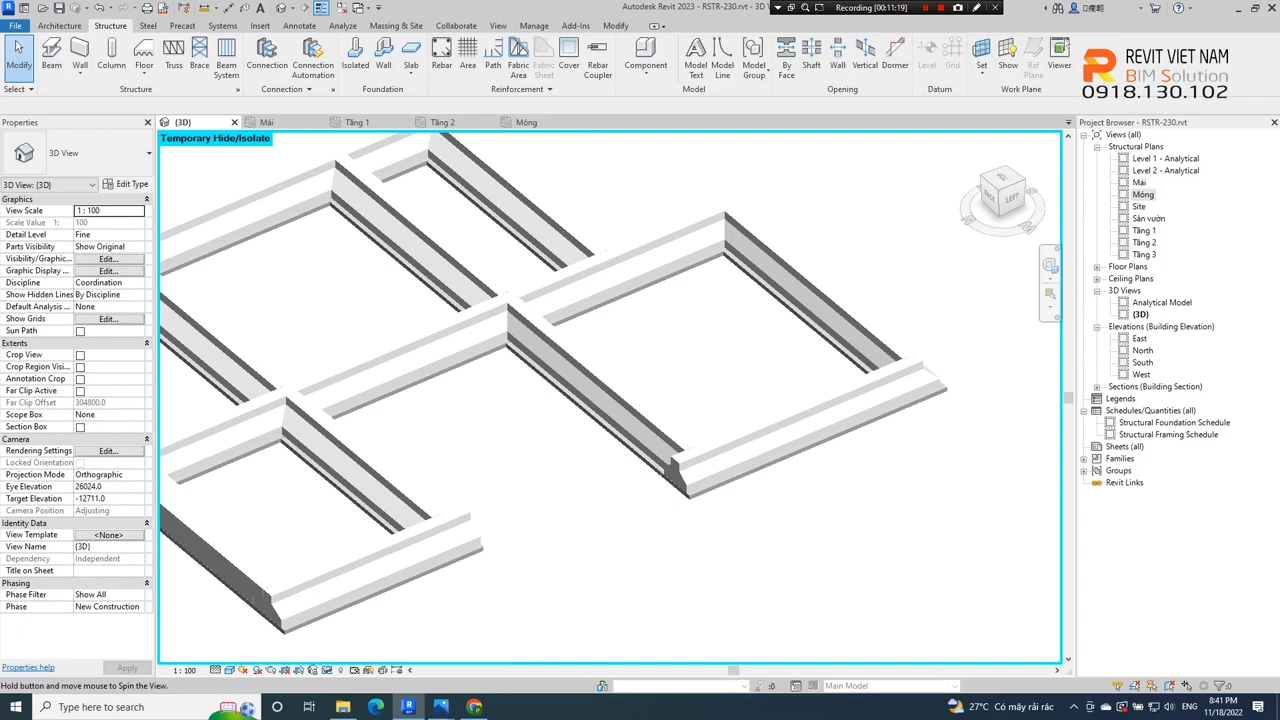 Autodesk Revit 2023 - RSTR-230.rvt - 3D View
Recording [00:11:19]
File
Architecture
Structure
Steel
Precast
Systems
Insert
Annotate
Analyze
Massing & Site
Collaborate
View
Manage
Add-Ins
Modify
Modify
Beam
Wall
Column
Floor
Truss
Brace
Beam System
Connection
Connection Automation
Isolated
Wall
Slab
Rebar
Area
Path
Fabric Area
Fabric Sheet
Cover
Rebar Coupler
Component
Model Text
Model Line
Model Group
By Face
Shaft
Wall
Vertical
Dormer
Level
Grid
Set
Show
Ref Plane
Viewer
Select
Structure
Connection
Foundation
Reinforcement
Model
Opening
Datum
Work Plane
REVIT VIET NAM
BIM Solution
0918.130.102
Properties
(3D)
Mái
Tầng 1
Tầng 2
Móng
Project Browser - RSTR-230.rvt
3D View
3D View: {3D}
Edit Type
Graphics
View Scale 1 : 100
Scale Value 1: 100
Detail Level Fine
Parts Visibility Show Original
Visibility/Graphic... Edit...
Graphic Display ... Edit...
Discipline Coordination
Show Hidden Lines By Discipline
Default Analysis ... None
Show Grids Edit...
Sun Path
Extents
Crop View
Crop Region Visi...
Annotation Crop
Far Clip Active
Far Clip Offset 304800.0
Scope Box None
Section Box
Camera
Rendering Settings Edit...
Locked Orientation
Projection Mode Orthographic
Eye Elevation 26024.0
Target Elevation -12711.0
Camera Position Adjusting
Identity Data
View Template <None>
View Name {3D}
Dependency Independent
Title on Sheet
Phasing
Phase Filter Show All
Phase New Construction
Properties help
Apply
Temporary Hide/Isolate
BACK
LEFT
Views (all)
Structural Plans
Level 1 - Analytical
Level 2 - Analytical
Mái
Móng
Site
Sân vườn
Tầng 1
Tầng 2
Tầng 3
Floor Plans
Ceiling Plans
3D Views
Analytical Model
{3D}
Elevations (Building Elevation)
East
North
South
West
Sections (Building Section)
Legends
Schedules/Quantities (all)
Structural Foundation Schedule
Structural Framing Schedule
Sheets (all)
Families
Groups
Revit Links
1 : 100
Hold button and move mouse to Spin the View.
:0
Main Model
:0
Type here to search
27°C Có mây rải rác
ENG
8:41 PM
11/18/2022